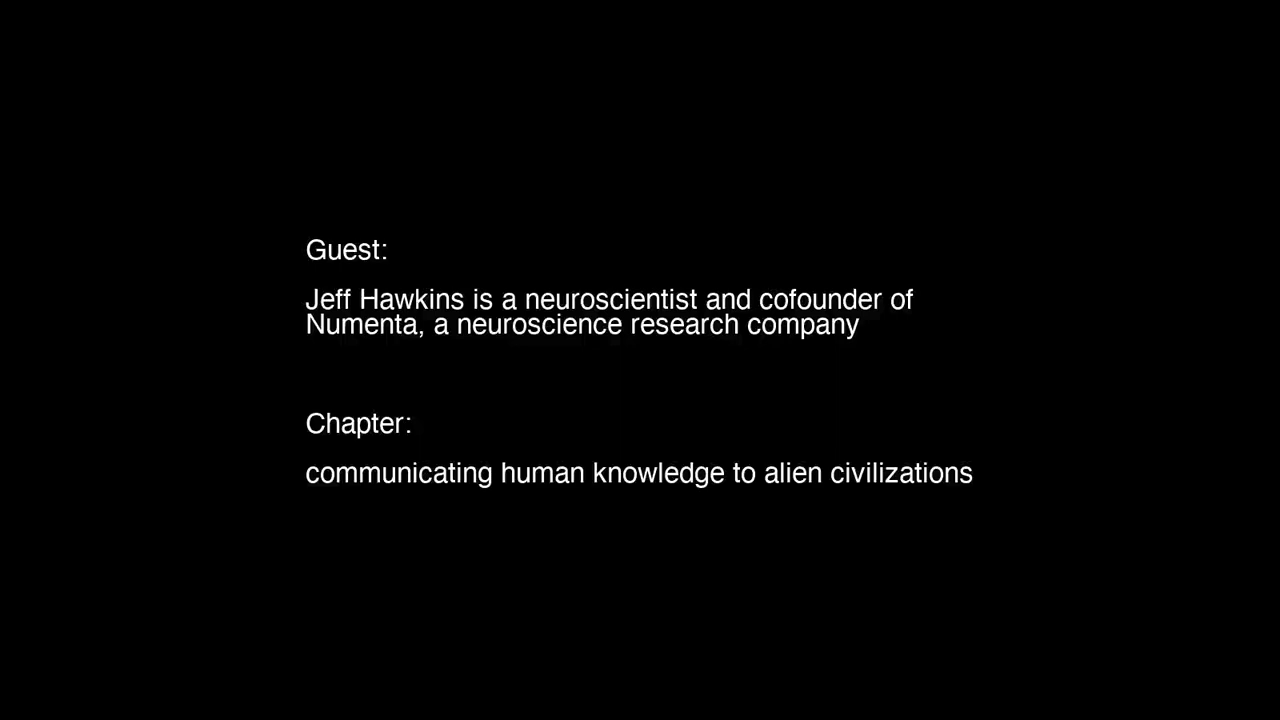 Guest:
Jeff Hawkins is a neuroscientist and cofounder of
Numenta, a neuroscience research company
Chapter:
communicating human knowledge to alien civilizations